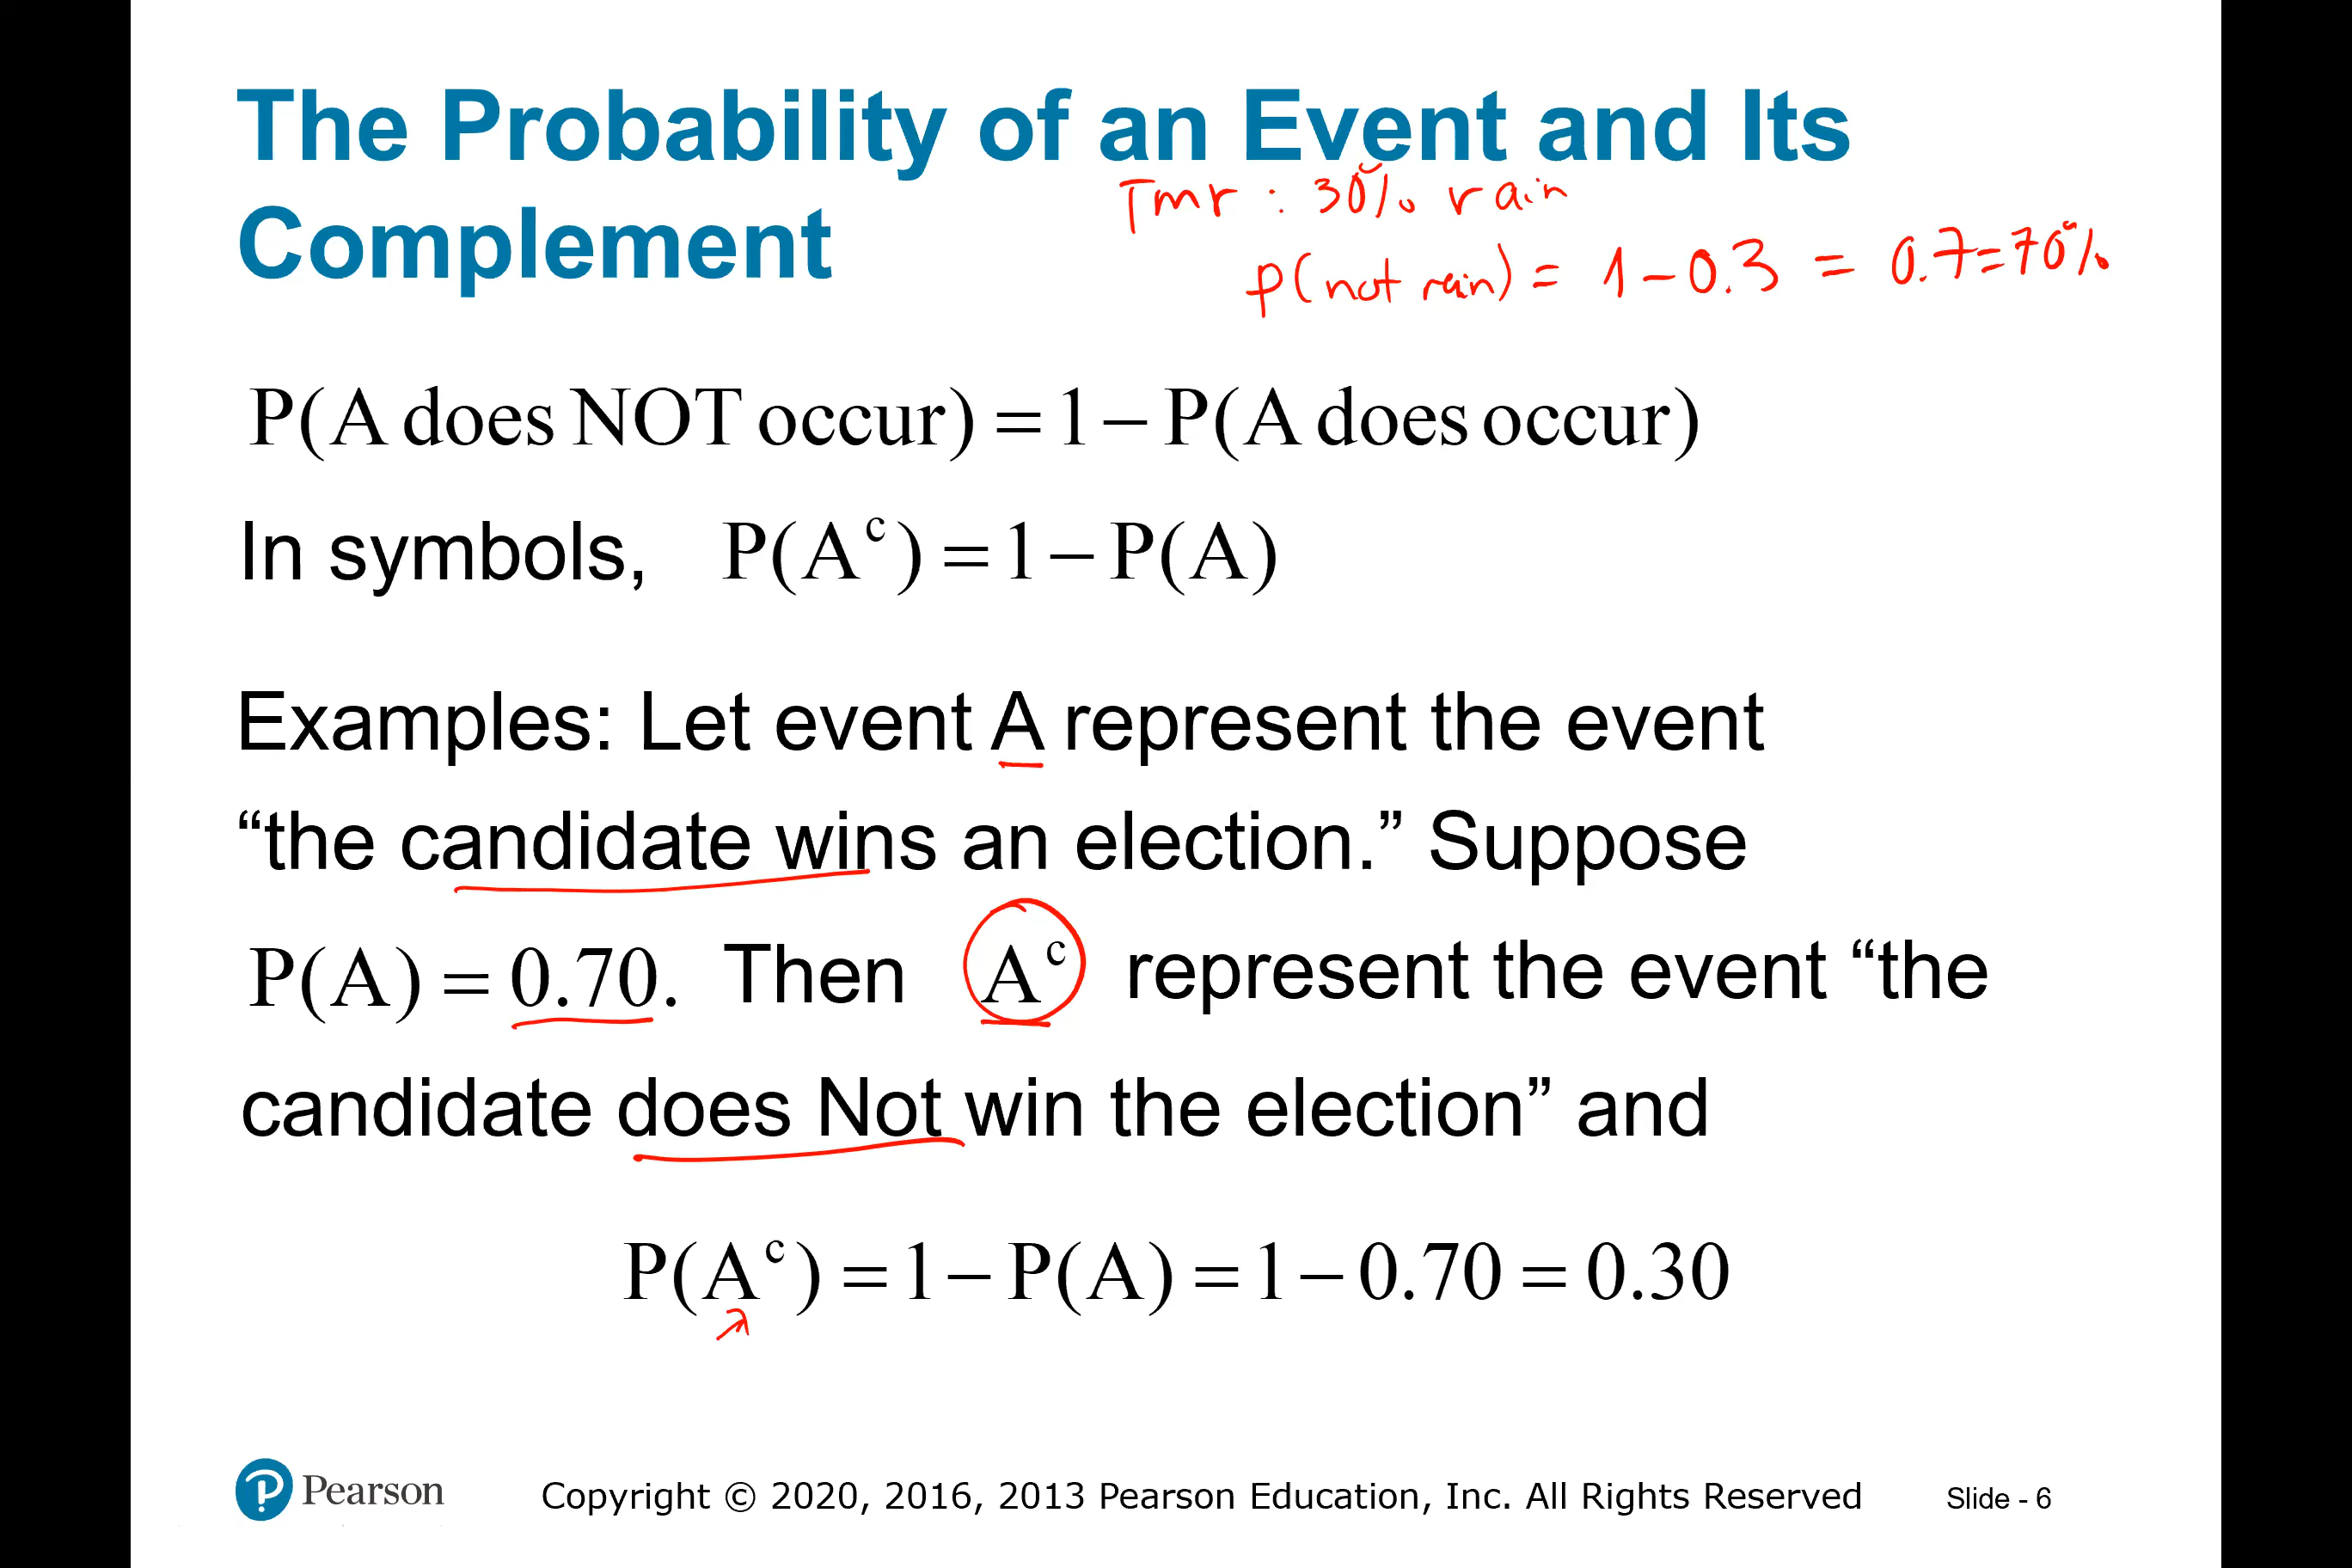 The Probability of an Event and Its
Complement
Tmr : 30% rain
p(not rain) = 1 - 0.3 = 0.7 = 70%
P(A does NOT occur) = 1 − P(A does occur)
In symbols, P(Aᶜ) = 1 − P(A)
Examples: Let event A represent the event
“the candidate wins an election.” Suppose
P(A) = 0.70. Then Aᶜ represent the event “the
candidate does Not win the election” and
P(Aᶜ) = 1 − P(A) = 1 − 0.70 = 0.30
Pearson
Copyright © 2020, 2016, 2013 Pearson Education, Inc. All Rights Reserved
Slide - 6